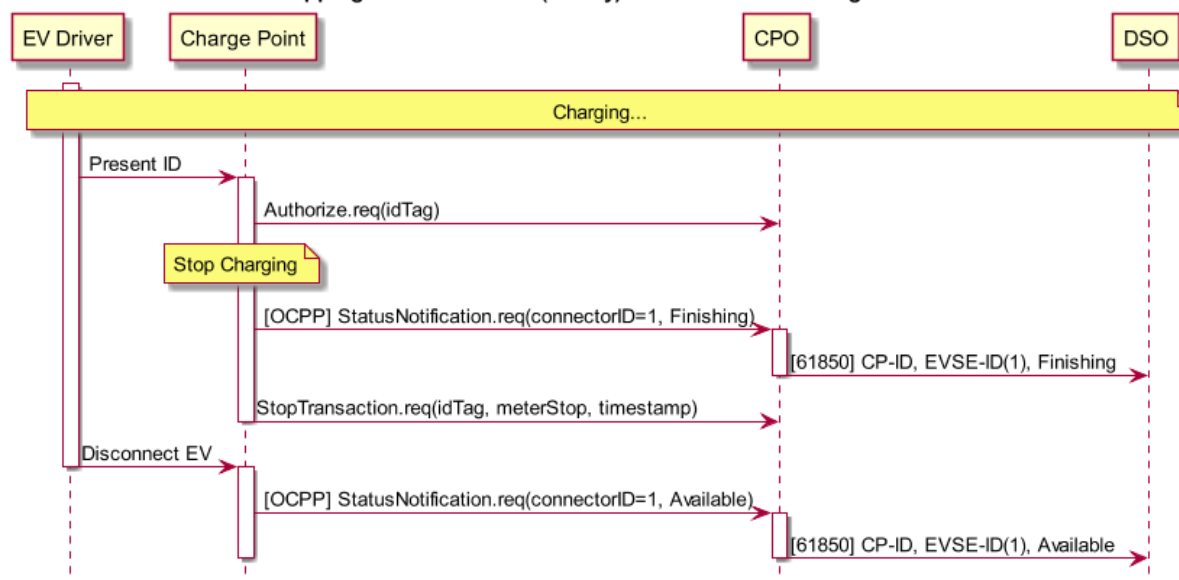 EV Driver
Charge Point
CPO
DSO
Charging...
Present ID
Authorize.req(idTag)
Stop Charging
[OCPP] StatusNotification.req(connectorID=1, Finishing)
[61850] CP-ID, EVSE-ID(1), Finishing
StopTransaction.req(idTag, meterStop, timestamp)
Disconnect EV
[OCPP] StatusNotification.req(connectorID=1, Available)
[61850] CP-ID, EVSE-ID(1), Available